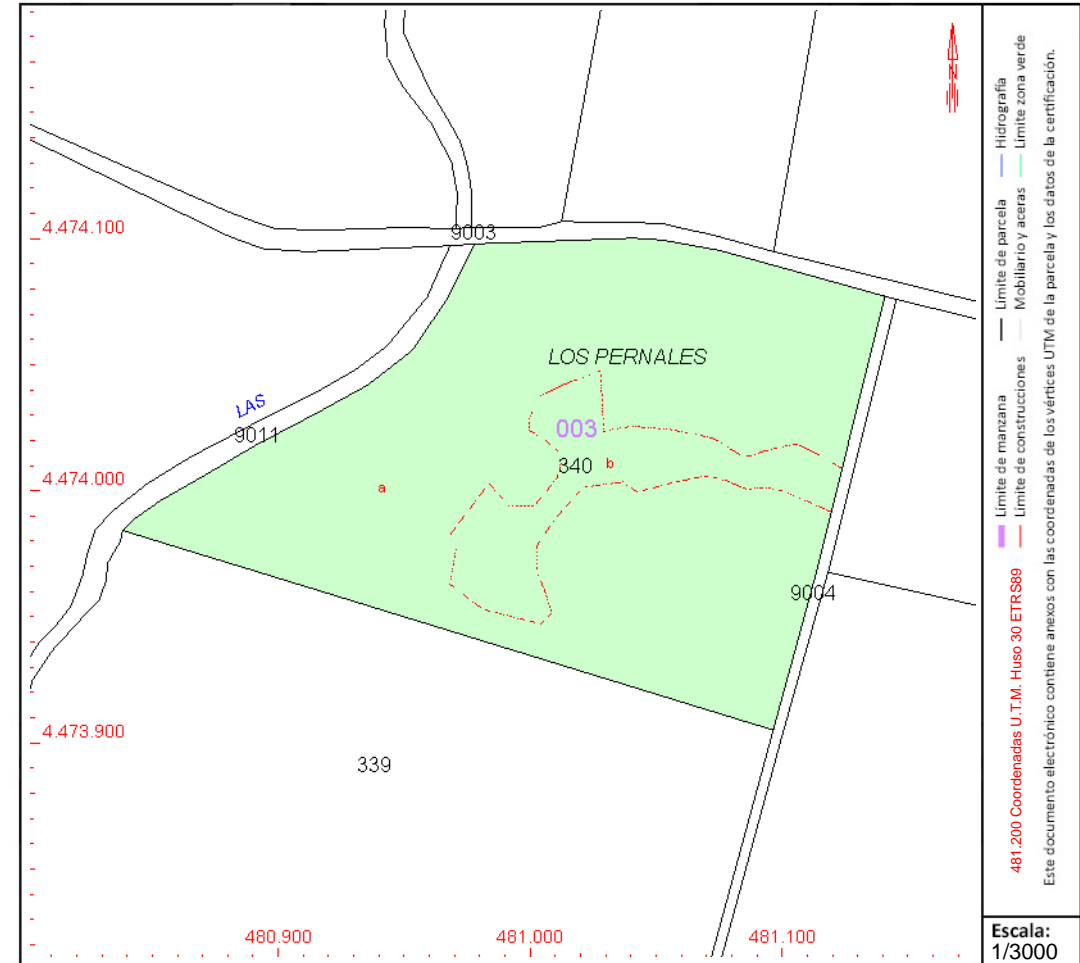 4.474.100
9003
LOS PERNALES
LAS
9011
003
340
b
a
4.474.000
9004
4.473.900
339
480.900
481.000
481.100
N
481.200 Coordenadas U.T.M. Huso 30 ETRS89
Límite de manzana
Límite de parcela
Hidrografía
Límite de construcciones
Mobiliario y aceras
Límite zona verde
Este documento electrónico contiene anexos con las coordenadas de los vértices UTM de la parcela y los datos de la certificación.
Escala:
1/3000